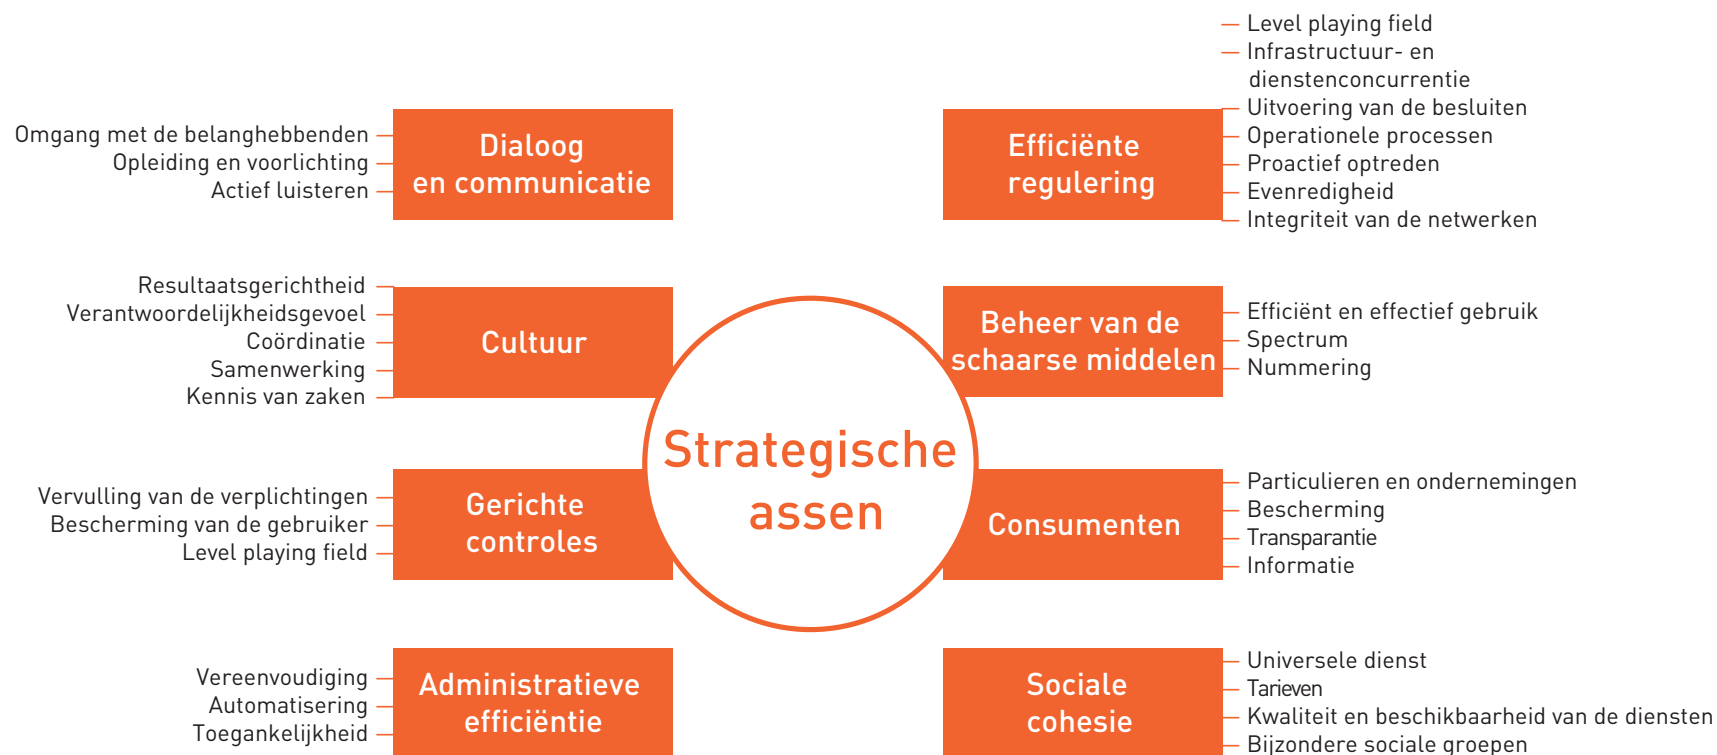 Omgang met de belanghebbenden
Opleiding en voorlichting
Actief luisteren
Dialoog
en communicatie
Resultaatsgerichtheid
Verantwoordelijkheidsgevoel
Coördinatie
Samenwerking
Kennis van zaken
Cultuur
Vervulling van de verplichtingen
Bescherming van de gebruiker
Level playing field
Gerichte
controles
Vereenvoudiging
Automatisering
Toegankelijkheid
Administratieve
efficiëntie
Strategische
assen
Efficiënte
regulering
Level playing field
Infrastructuur- en
dienstenconcurrentie
Uitvoering van de besluiten
Operationele processen
Proactief optreden
Evenredigheid
Integriteit van de netwerken
Beheer van de
schaarse middelen
Efficiënt en effectief gebruik
Spectrum
Nummering
Consumenten
Particulieren en ondernemingen
Bescherming
Transparantie
Informatie
Sociale
cohesie
Universele dienst
Tarieven
Kwaliteit en beschikbaarheid van de diensten
Bijzondere sociale groepen